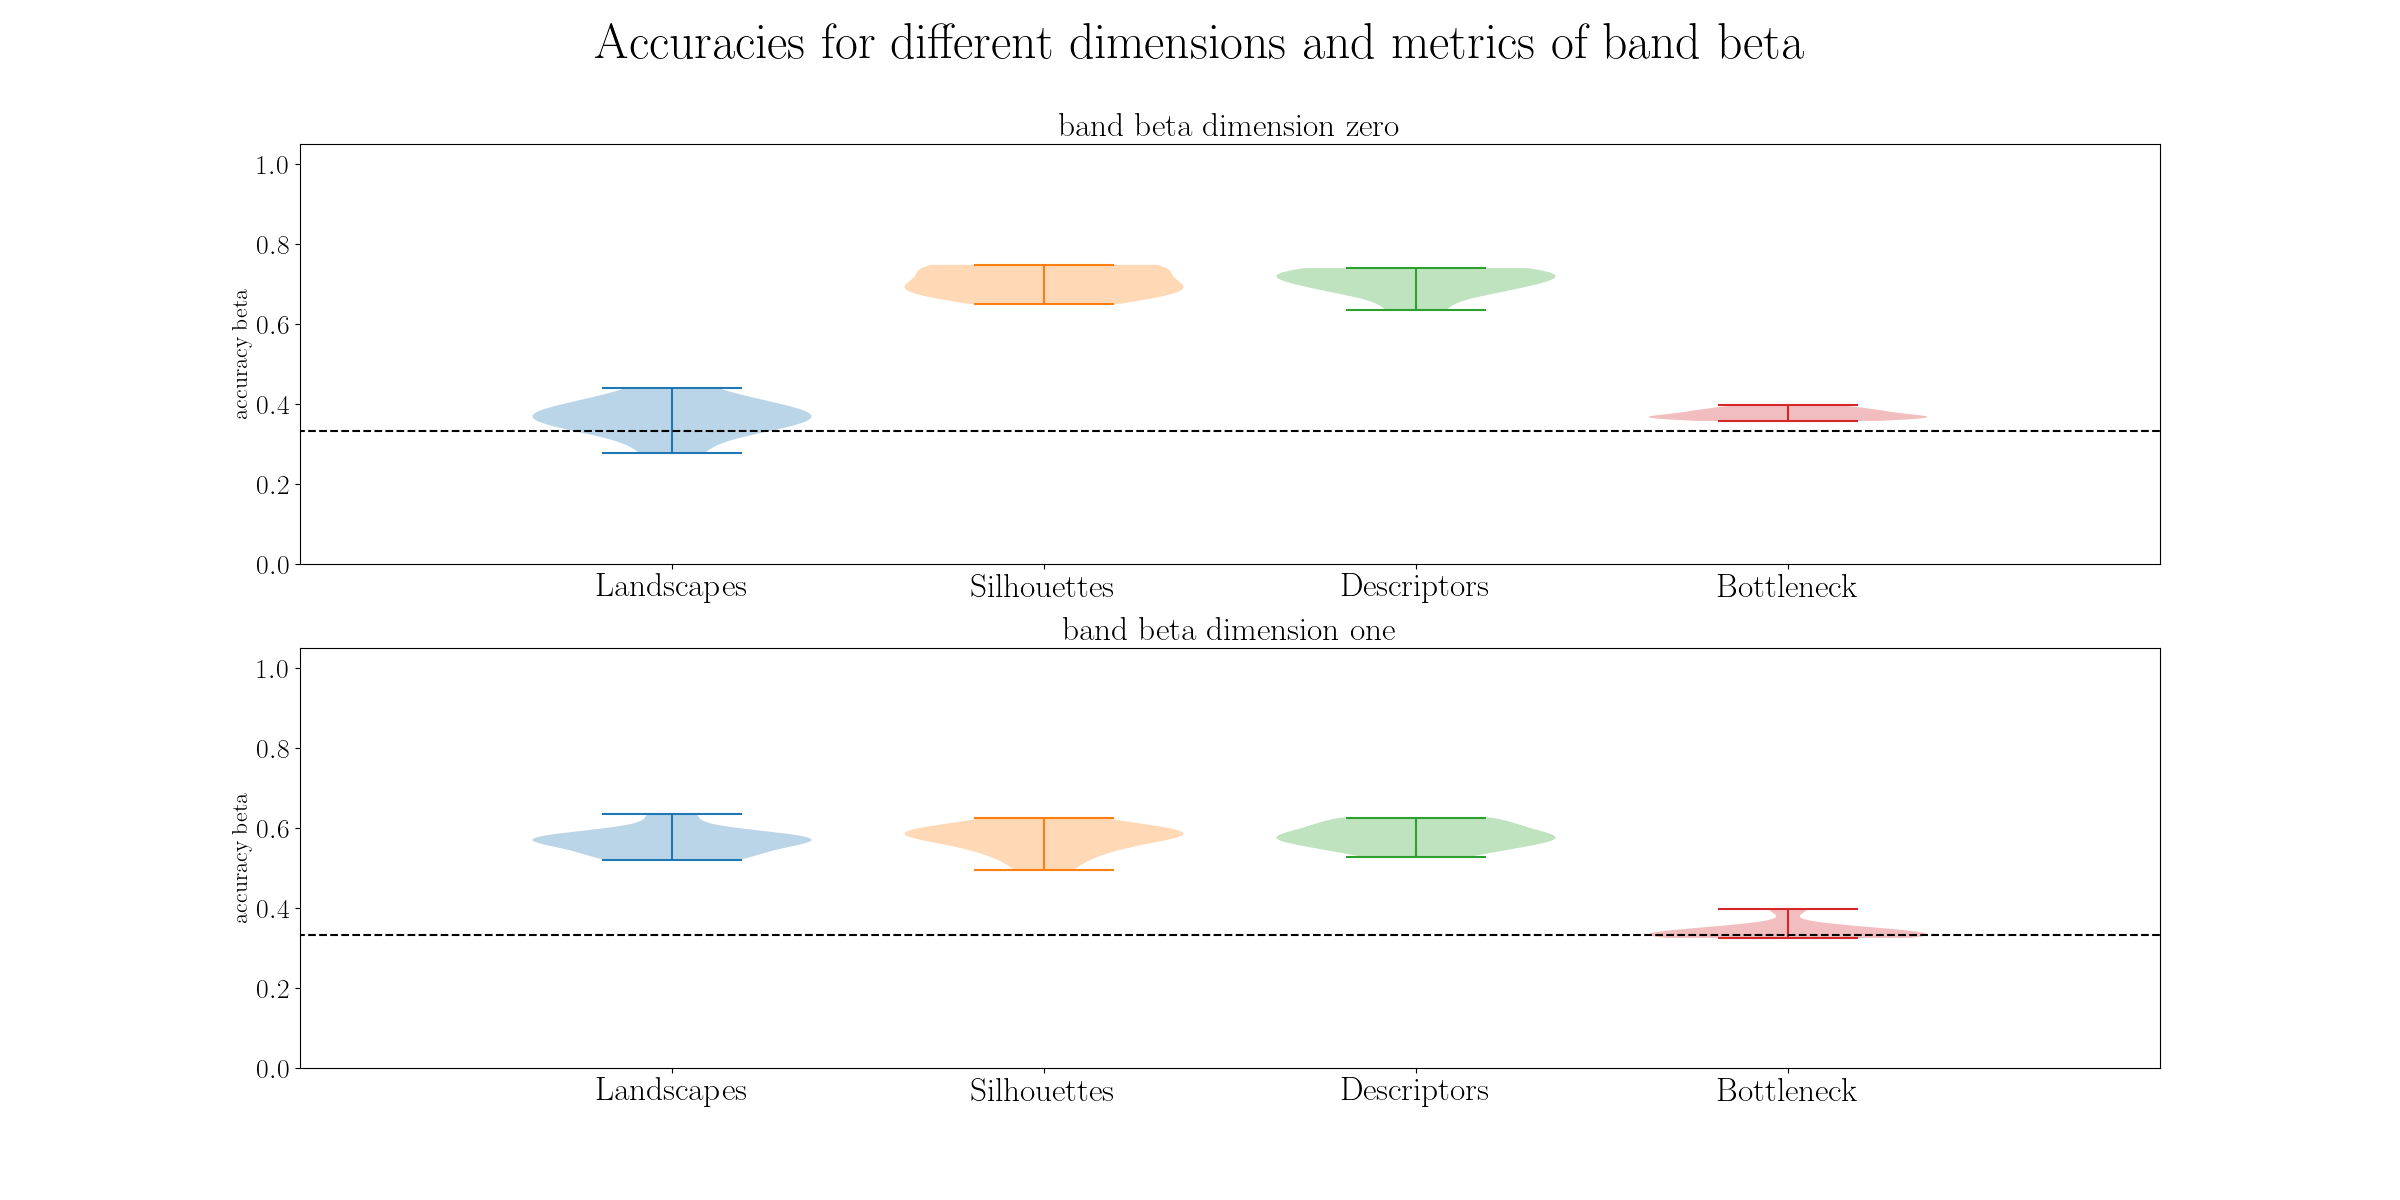 Accuracies for different dimensions and metrics of band beta
band beta dimension zero
1.0
0.8
0.6
0.4
0.2
0.0
accuracy beta
Landscapes Silhouettes Descriptors Bottleneck
band beta dimension one
1.0
0.8
0.6
0.4
0.2
0.0
accuracy beta
Landscapes Silhouettes Descriptors Bottleneck